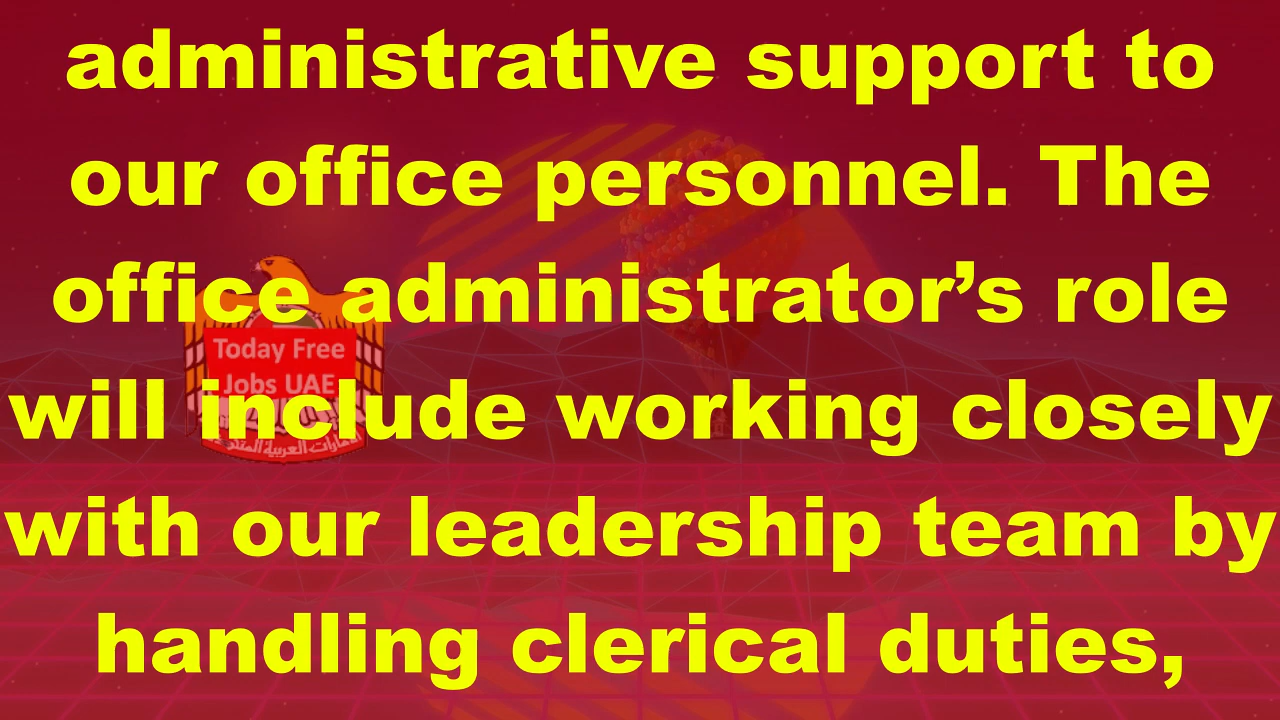 administrative support to
our office personnel. The
office administrator’s role
Today Free
Jobs UAE
will include working closely
العربية
with our leadership team by
handling clerical duties,